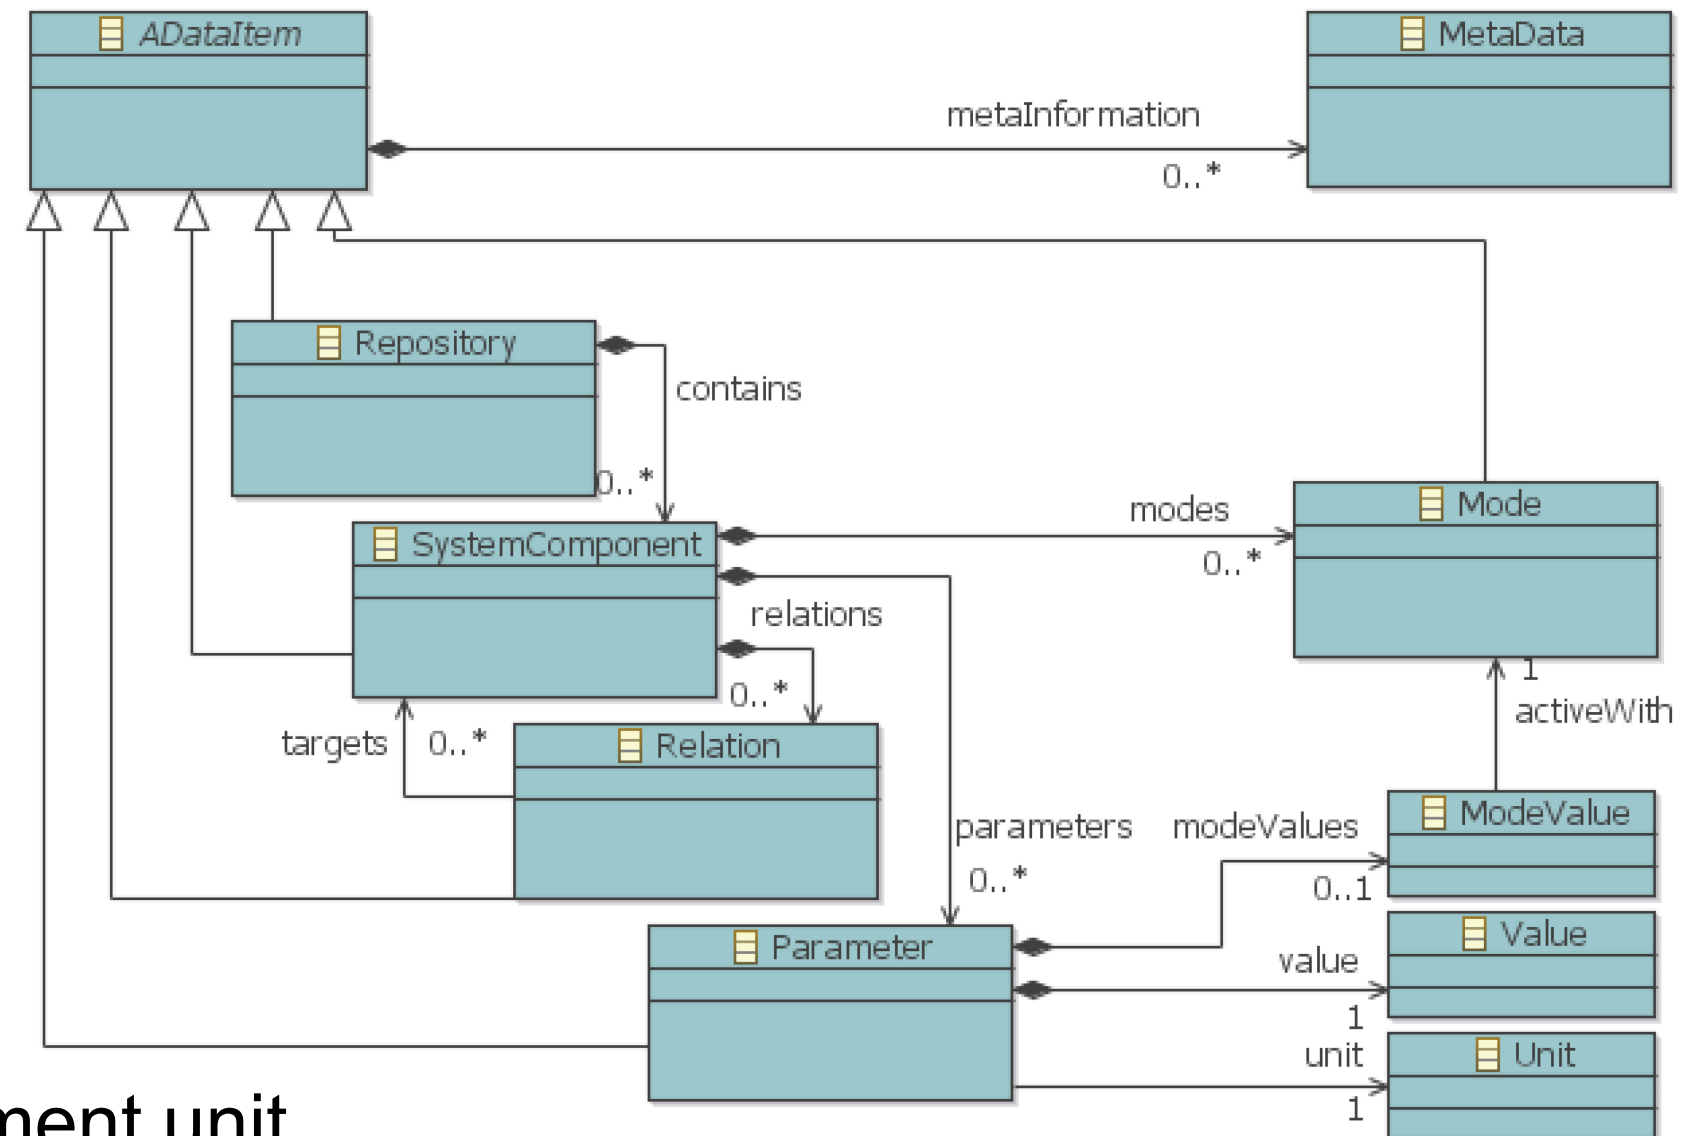 ADataItem
MetaData
metaInformation
0..*
Repository
contains
0..*
SystemComponent
modes
0..*
Mode
relations
0..*
1
activeWith
targets
0..*
Relation
parameters
0..*
modeValues
0..1
ModeValue
Parameter
value
1
Value
unit
1
Unit
ment unit